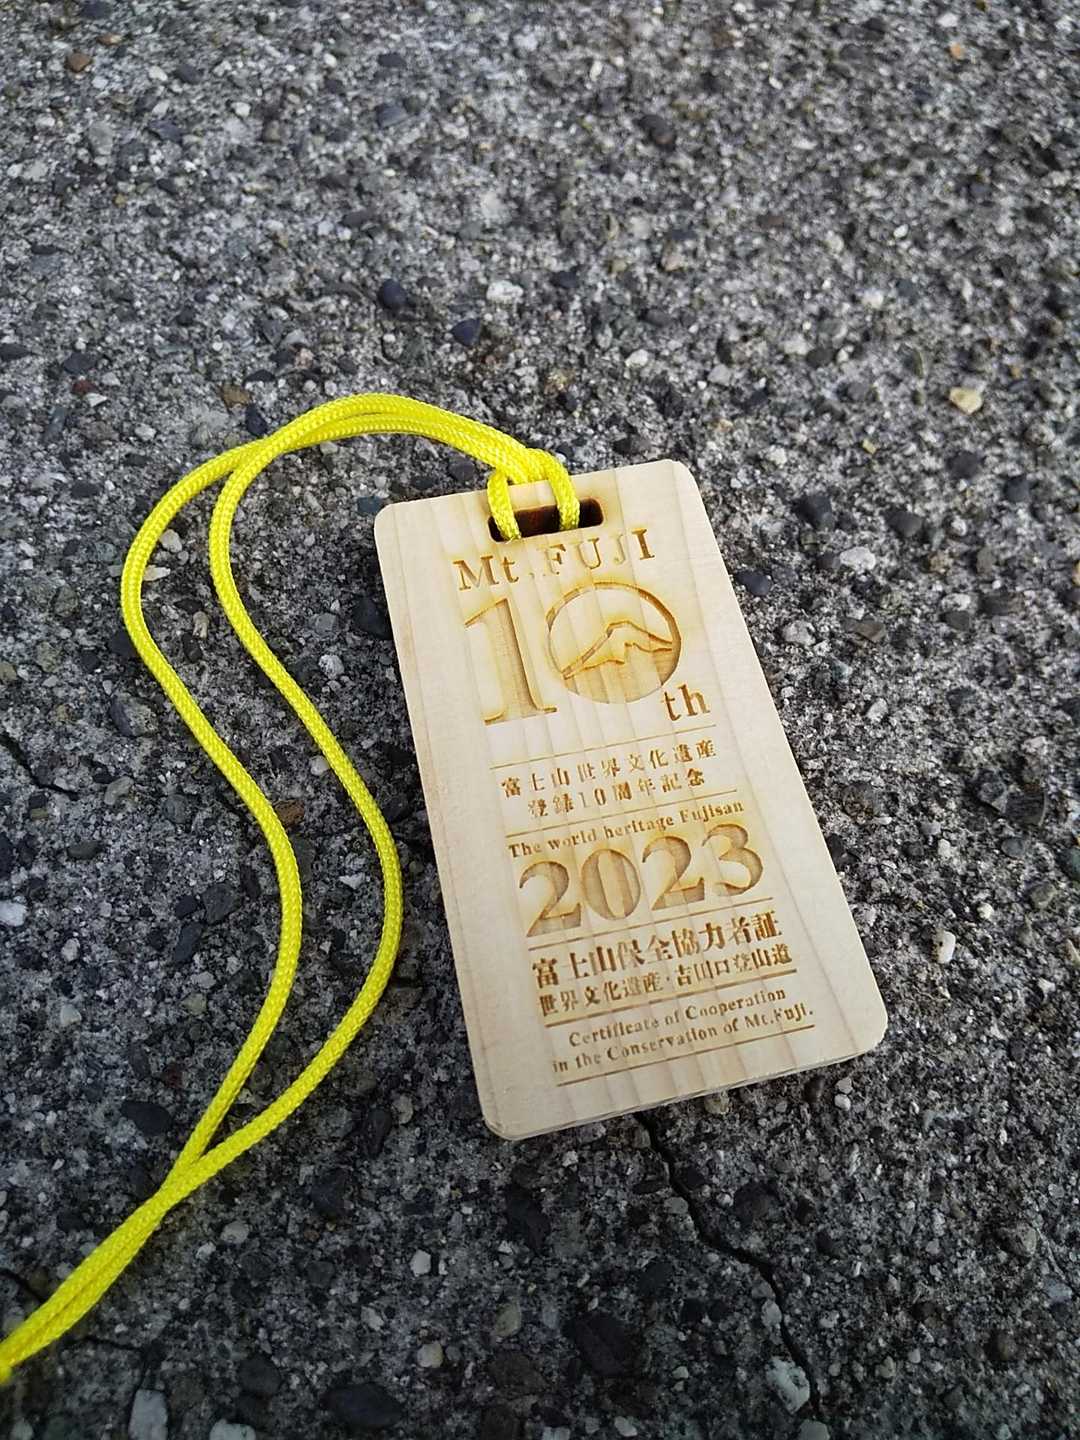 Mt.FUJI
10th
富士山世界文化遺産
登録10周年記念
The world heritage Fujisan
2023
富士山保全協力者証
世界文化遺産・吉田口登山道
Certificate of Cooperation
in the Conservation of Mt.Fuji.